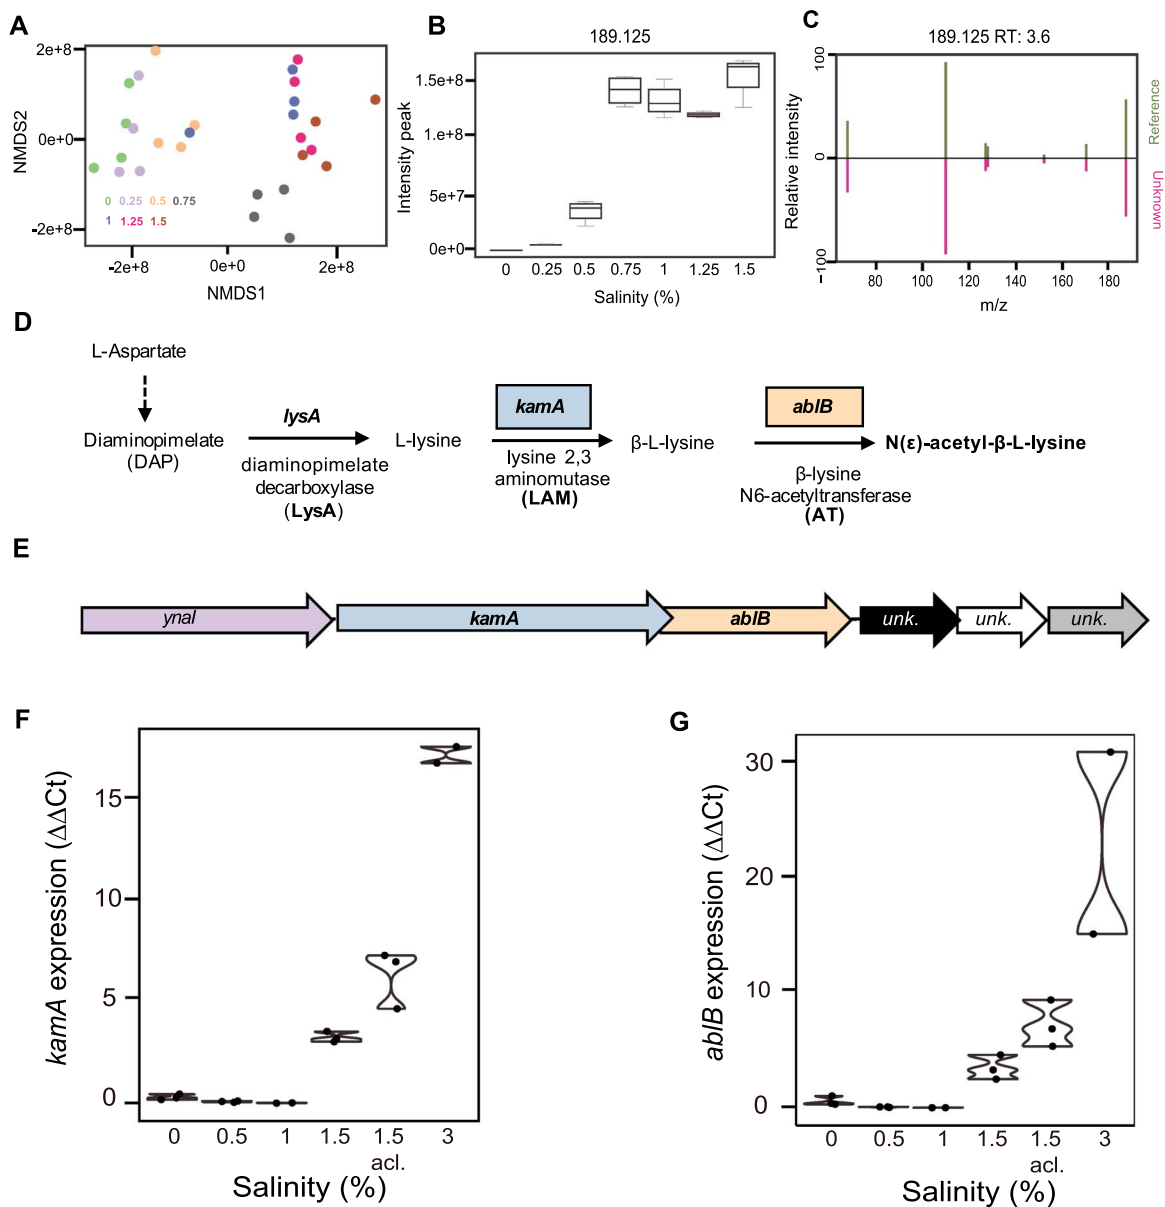 A
2e+8
0e+0
-2e+8
NMDS2
0 0.25 0.5 0.75
1 1.25 1.5
-2e+8 0e+0 2e+8
NMDS1
B
189.125
1.5e+8
1e+8
5e+7
0e+0
Intensity peak
0 0.25 0.5 0.75 1 1.25 1.5
Salinity (%)
C
189.125 RT: 3.6
100
0
−100
Relative intensity
Reference
Unknown
80 100 120 140 160 180
m/z
D
L-Aspartate
Diaminopimelate
(DAP)
lysA
diaminopimelate
decarboxylase
(LysA)
L-lysine
kamA
lysine 2,3
aminomutase
(LAM)
β-L-lysine
ablB
β-lysine
N6-acetyltransferase
(AT)
N(ε)-acetyl-β-L-lysine
E
ynaI kamA ablB unk. unk. unk.
F
15
10
5
0
kamA expression (ΔΔCt)
0 0.5 1 1.5 1.5 3
acl.
Salinity (%)
G
30
20
10
0
ablB expression (ΔΔCt)
0 0.5 1 1.5 1.5 3
acl.
Salinity (%)